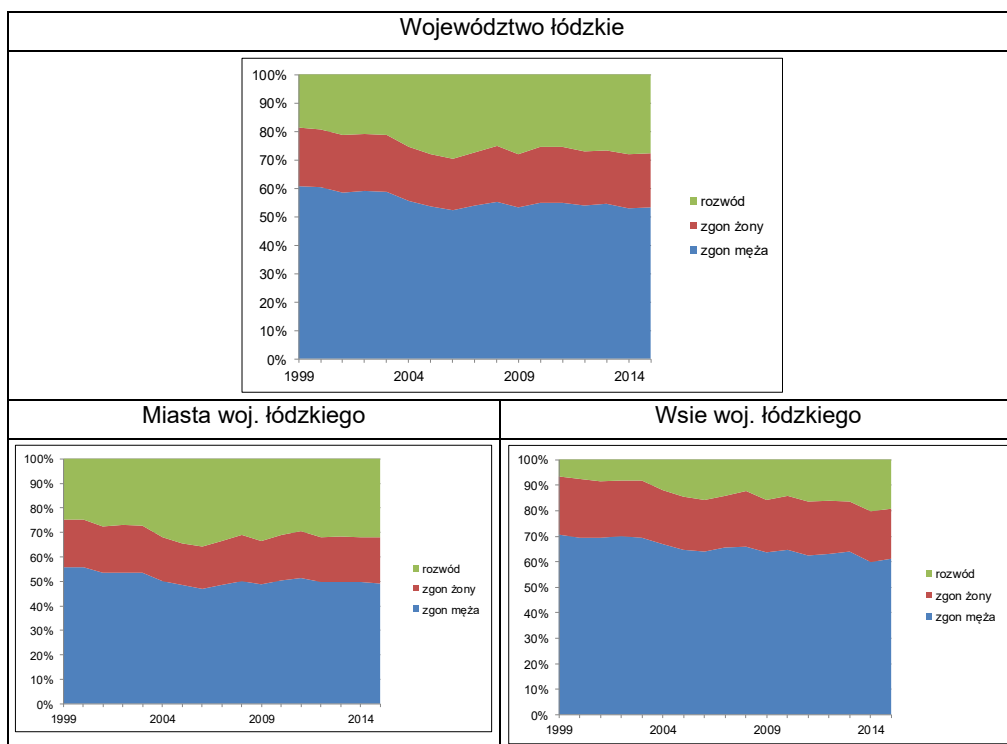 Województwo łódzkie
100%
90%
80%
70%
60%
50%
40%
30%
20%
10%
0%
1999 2004 2009 2014
rozwód
zgon żony
zgon męża
Miasta woj. łódzkiego
100%
90%
80%
70%
60%
50%
40%
30%
20%
10%
0%
1999 2004 2009 2014
rozwód
zgon żony
zgon męża
Wsie woj. łódzkiego
100%
90%
80%
70%
60%
50%
40%
30%
20%
10%
0%
1999 2004 2009 2014
rozwód
zgon żony
zgon męża